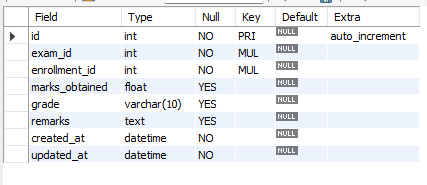 Field Type Null Key Default Extra
id int NO PRI NULL auto_increment
exam_id int NO MUL NULL
enrollment_id int NO MUL NULL
marks_obtained float YES NULL
grade varchar(10) YES NULL
remarks text YES NULL
created_at datetime NO NULL
updated_at datetime NO NULL